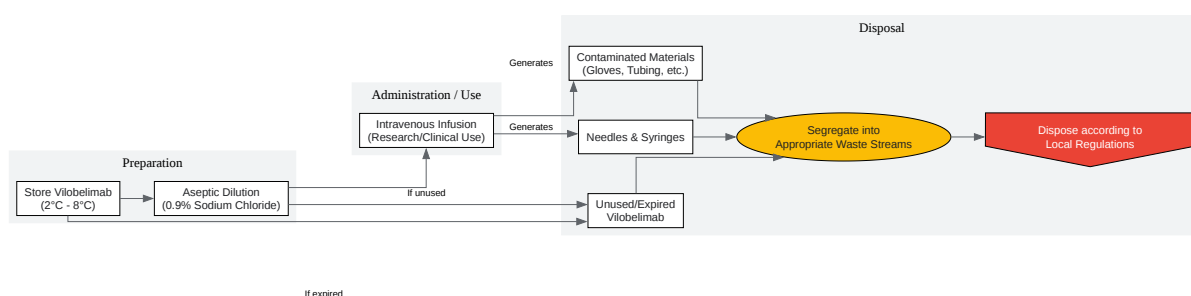 Disposal
Generates
Contaminated Materials
(Gloves, Tubing, etc.)
Administration / Use
Intravenous Infusion
(Research/Clinical Use)
Generates
Needles & Syringes
Segregate into
Appropriate Waste Streams
Dispose according to
Local Regulations
Preparation
Store Vilobelimab
(2°C - 8°C)
Aseptic Dilution
(0.9% Sodium Chloride)
If unused
Unused/Expired
Vilobelimab
If expired